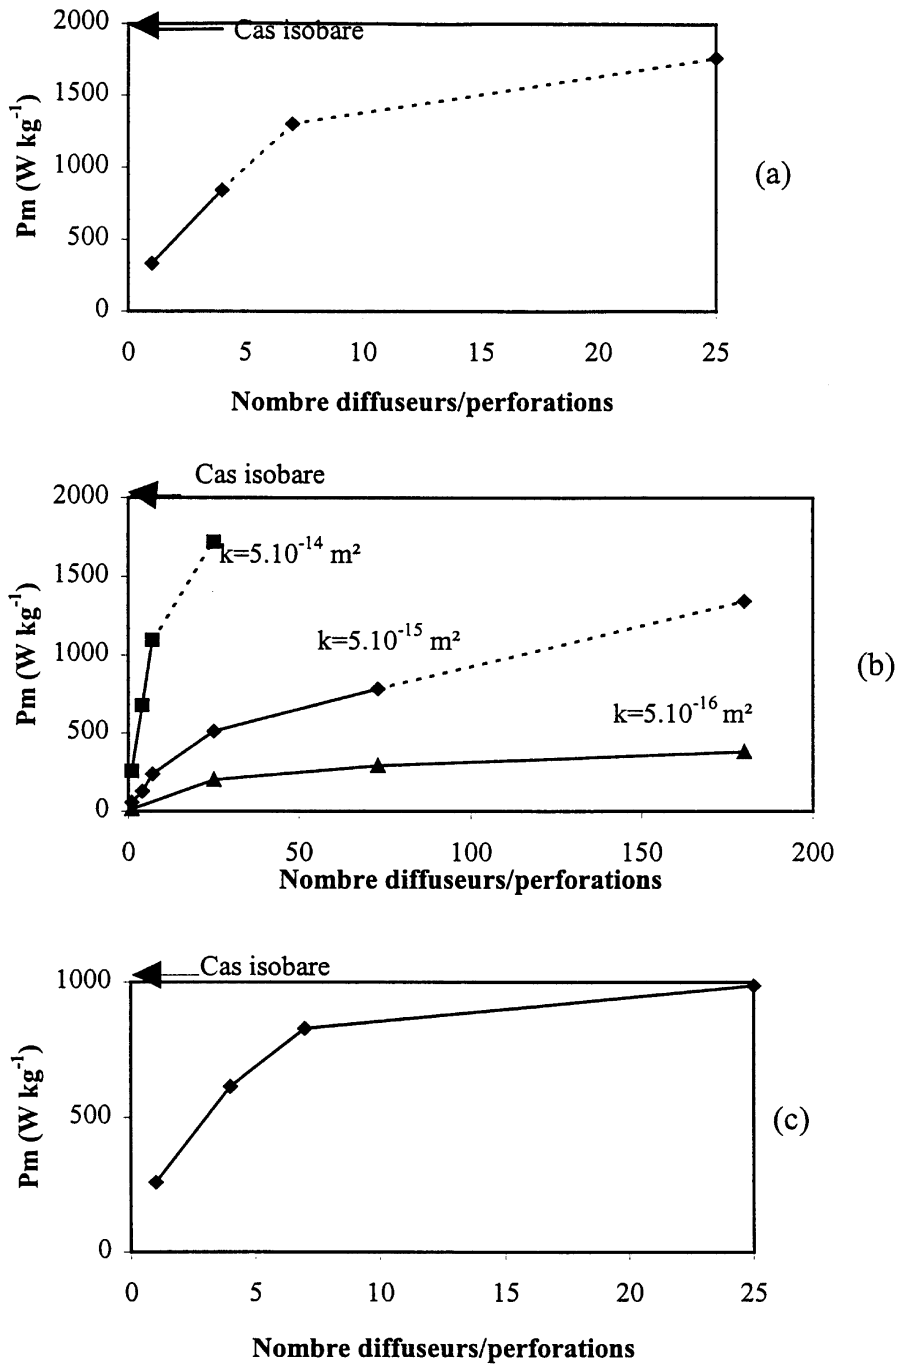 2000
Cas isobare
1500
1000
500
0
Pm (W kg⁻¹)
(a)
0 5 10 15 20 25
Nombre diffuseurs/perforations
Cas isobare
2000
k=5.10⁻¹⁴ m²
1500
k=5.10⁻¹⁵ m²
1000
k=5.10⁻¹⁶ m²
500
0
Pm (W kg⁻¹)
(b)
0 50 100 150 200
Nombre diffuseurs/perforations
Cas isobare
1000
500
0
Pm (W kg⁻¹)
(c)
0 5 10 15 20 25
Nombre diffuseurs/perforations